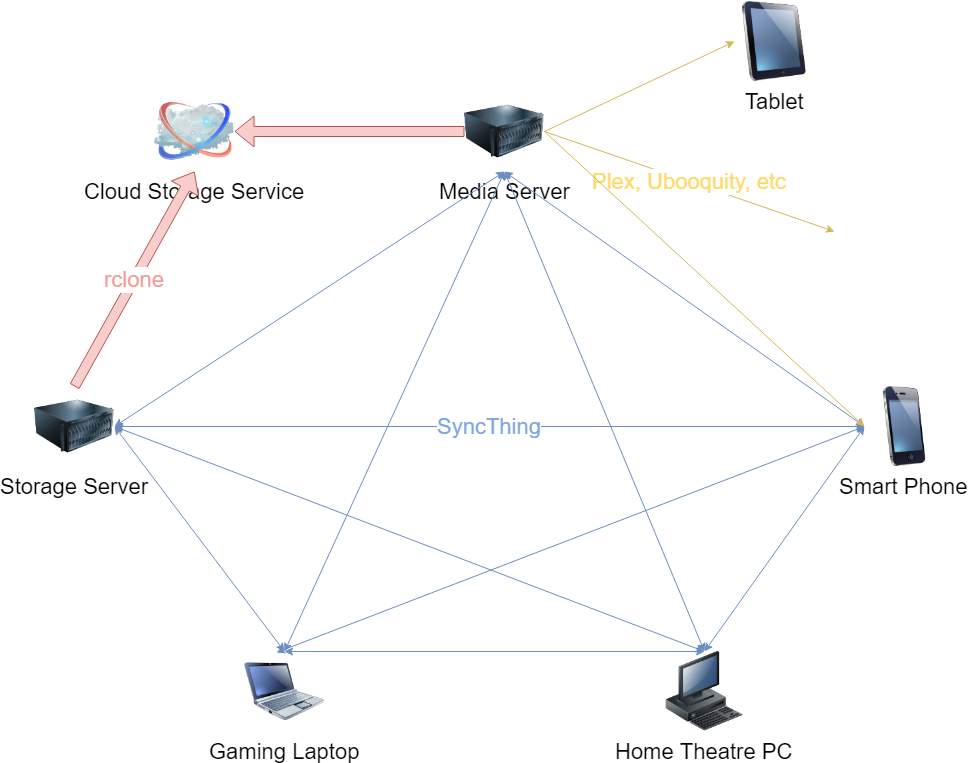 Tablet
Cloud Storage Service
Media Server
Plex, Ubooquity, etc
rclone
SyncThing
Storage Server
Smart Phone
Gaming Laptop
Home Theatre PC